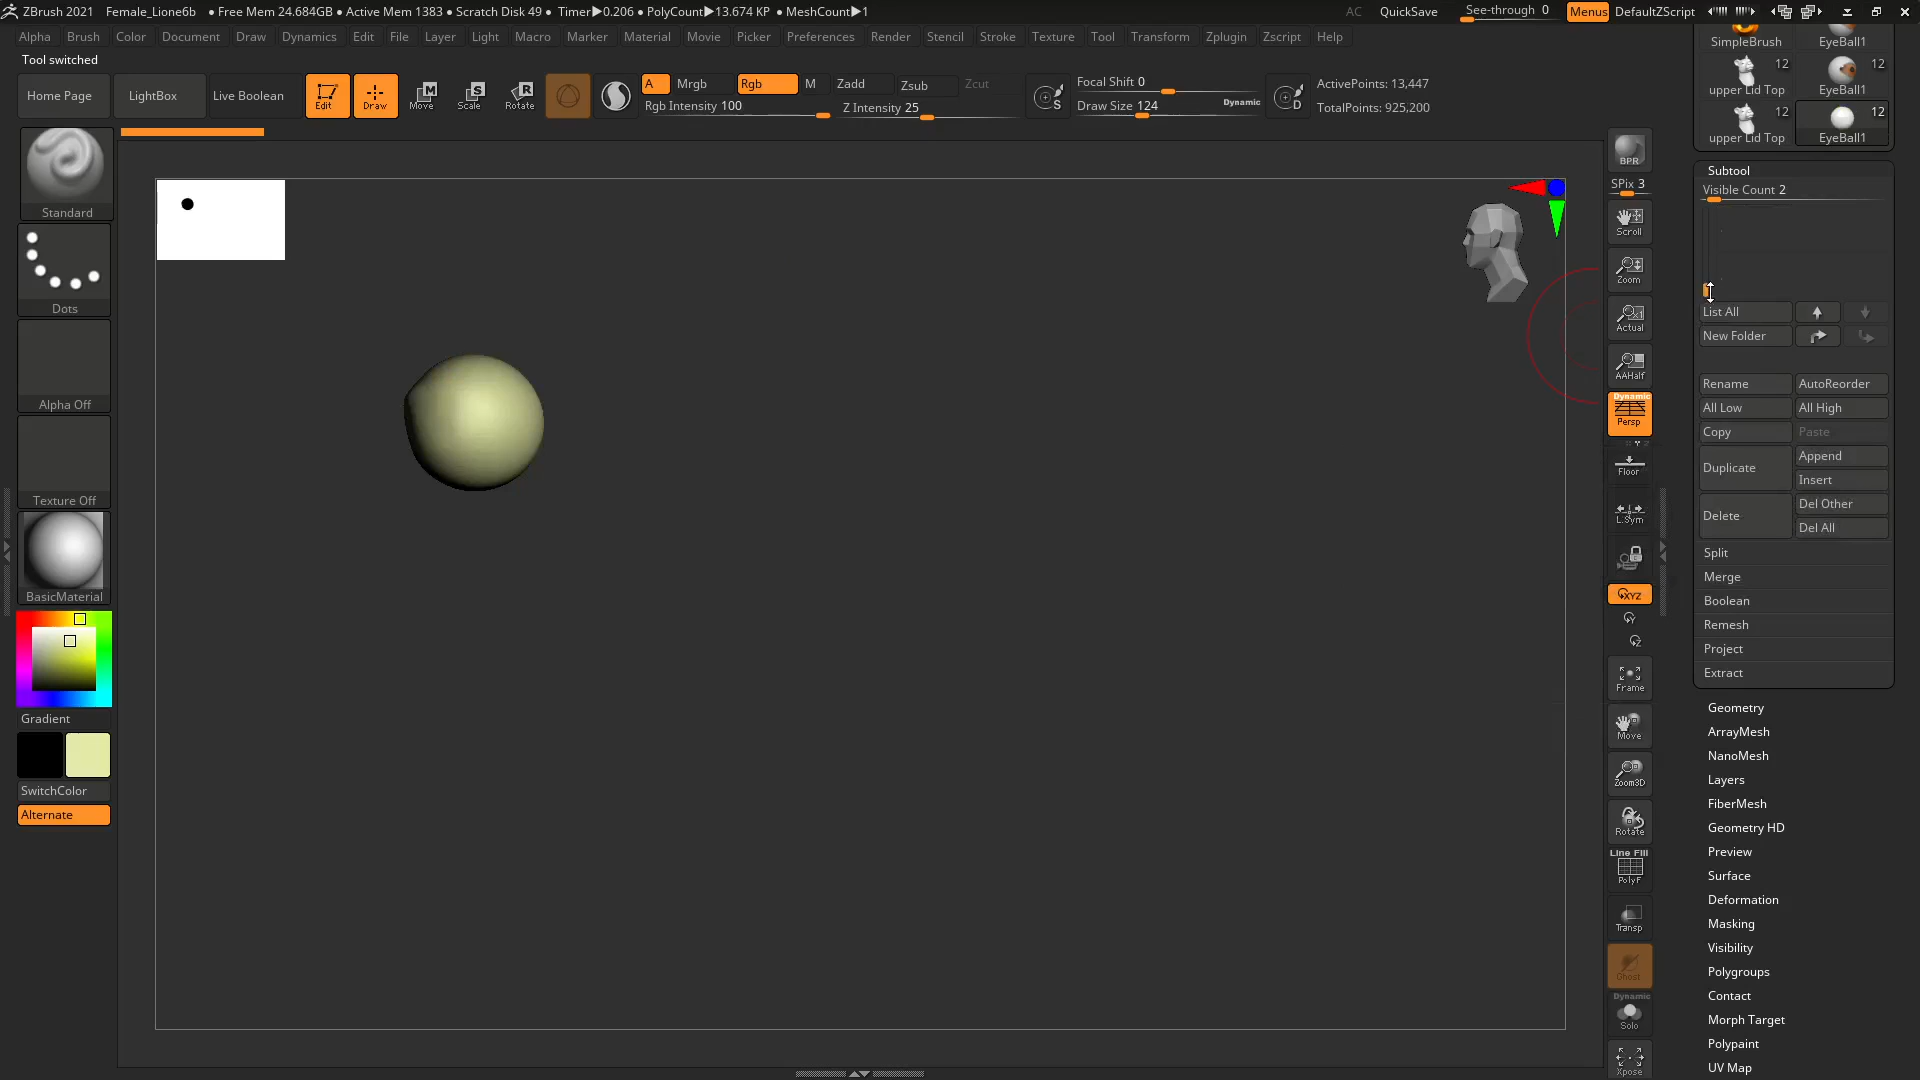 ZBrush 2021 Female_Lione6b • Free Mem 24.684GB • Active Mem 1383 • Scratch Disk 49 • Timer▶0.206 • PolyCount▶13.674 KP • MeshCount▶1 AC QuickSave See-through 0 Menus DefaultZScript
Alpha Brush Color Document Draw Dynamics Edit File Layer Light Macro Marker Material Movie Picker Preferences Render Stencil Stroke Texture Tool Transform Zplugin Zscript Help
Tool switched
Home Page LightBox Live Boolean Edit Draw Move Scale Rotate
A Mrgb Rgb M Zadd Zsub Zcut
Rgb Intensity 100 Z Intensity 25
S
Focal Shift 0
Draw Size 124 Dynamic
D
ActivePoints: 13,447
TotalPoints: 925,200
Standard
Dots
Alpha Off
Texture Off
BasicMaterial
Gradient
SwitchColor
Alternate
BPR
SPix 3
Scroll
Zoom
Actual
AAHalf
Dynamic
Persp
Floor
L.Sym
XYZ
Y
Z
Frame
Move
Zoom3D
Rotate
Line Fill
PolyF
Transp
Ghost
Dynamic
Solo
Xpose
SimpleBrush EyeBall1
12 12
upper Lid Top EyeBall1
12 12
upper Lid Top EyeBall1
Subtool
Visible Count 2
List All
New Folder
Rename AutoReorder
All Low All High
Copy Paste
Duplicate Append
Insert
Delete Del Other
Del All
Split
Merge
Boolean
Remesh
Project
Extract
Geometry
ArrayMesh
NanoMesh
Layers
FiberMesh
Geometry HD
Preview
Surface
Deformation
Masking
Visibility
Polygroups
Contact
Morph Target
Polypaint
UV Map